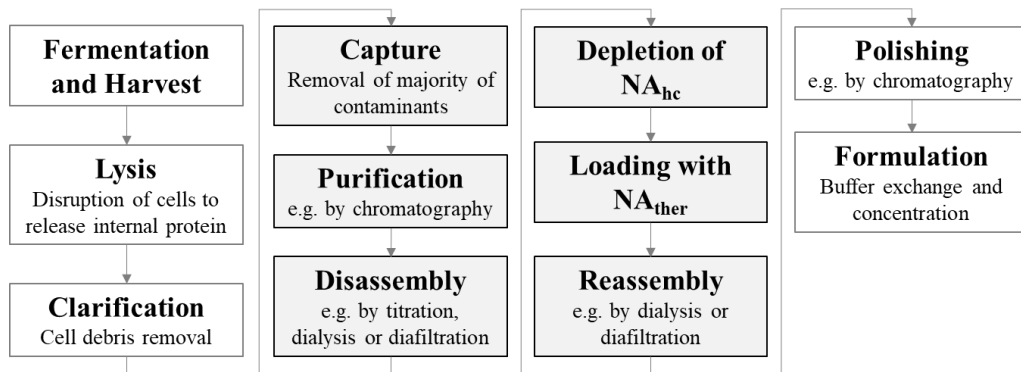 Fermentation
and Harvest
Lysis
Disruption of cells to
release internal protein
Clarification
Cell debris removal
Capture
Removal of majority of
contaminants
Purification
e.g. by chromatography
Disassembly
e.g. by titration,
dialysis or diafiltration
Depletion of
NAhc
Loading with
NAther
Reassembly
e.g. by dialysis or
diafiltration
Polishing
e.g. by chromatography
Formulation
Buffer exchange and
concentration